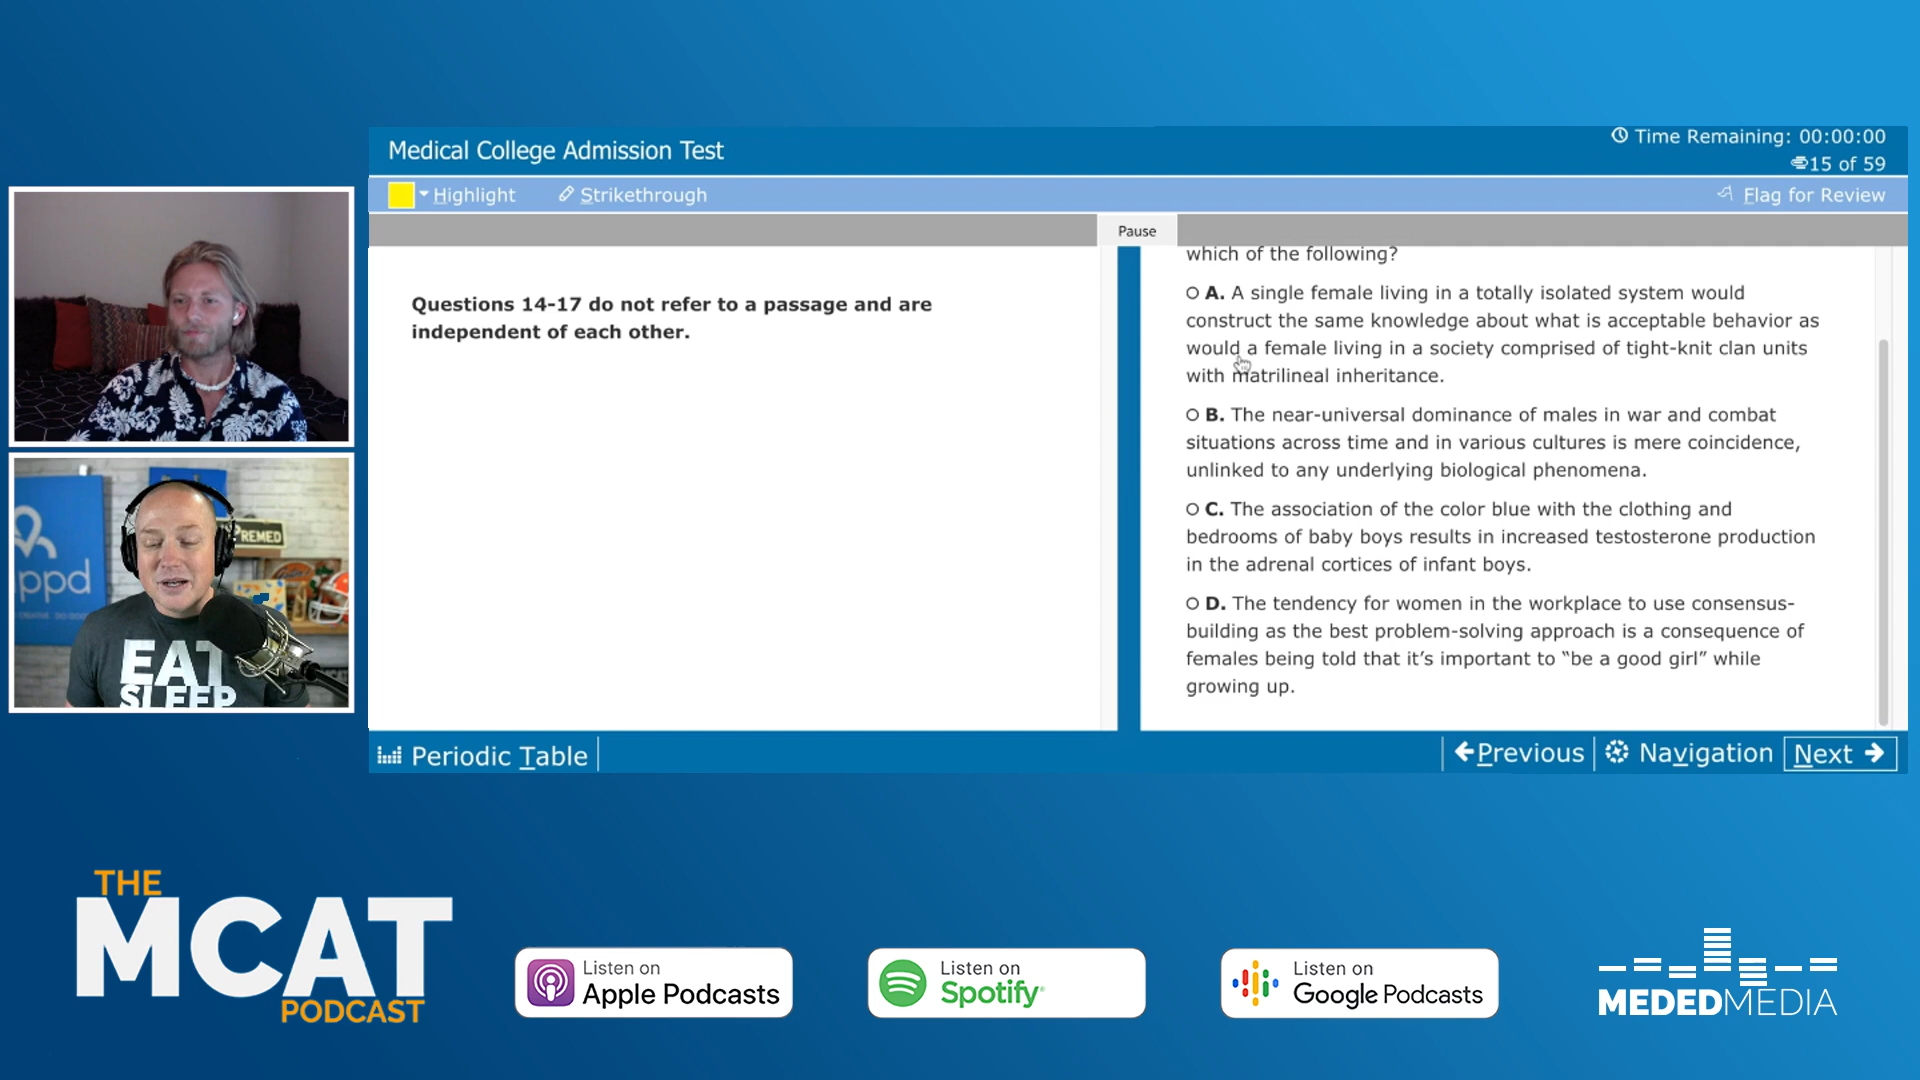 Medical College Admission Test
Time Remaining: 00:00:00
15 of 59
Highlight
Strikethrough
Flag for Review
Pause
Questions 14-17 do not refer to a passage and are
independent of each other.
which of the following?
A. A single female living in a totally isolated system would
construct the same knowledge about what is acceptable behavior as
would a female living in a society comprised of tight-knit clan units
with matrilineal inheritance.
B. The near-universal dominance of males in war and combat
situations across time and in various cultures is mere coincidence,
unlinked to any underlying biological phenomena.
C. The association of the color blue with the clothing and
bedrooms of baby boys results in increased testosterone production
in the adrenal cortices of infant boys.
D. The tendency for women in the workplace to use consensus-
building as the best problem-solving approach is a consequence of
females being told that it’s important to “be a good girl” while
growing up.
Periodic Table
Previous
Navigation
Next
PREMED
ppd
EAT
SLEEP
THE
MCAT
PODCAST
Listen on
Apple Podcasts
Listen on
Spotify
Listen on
Google Podcasts
MEDEDMEDIA